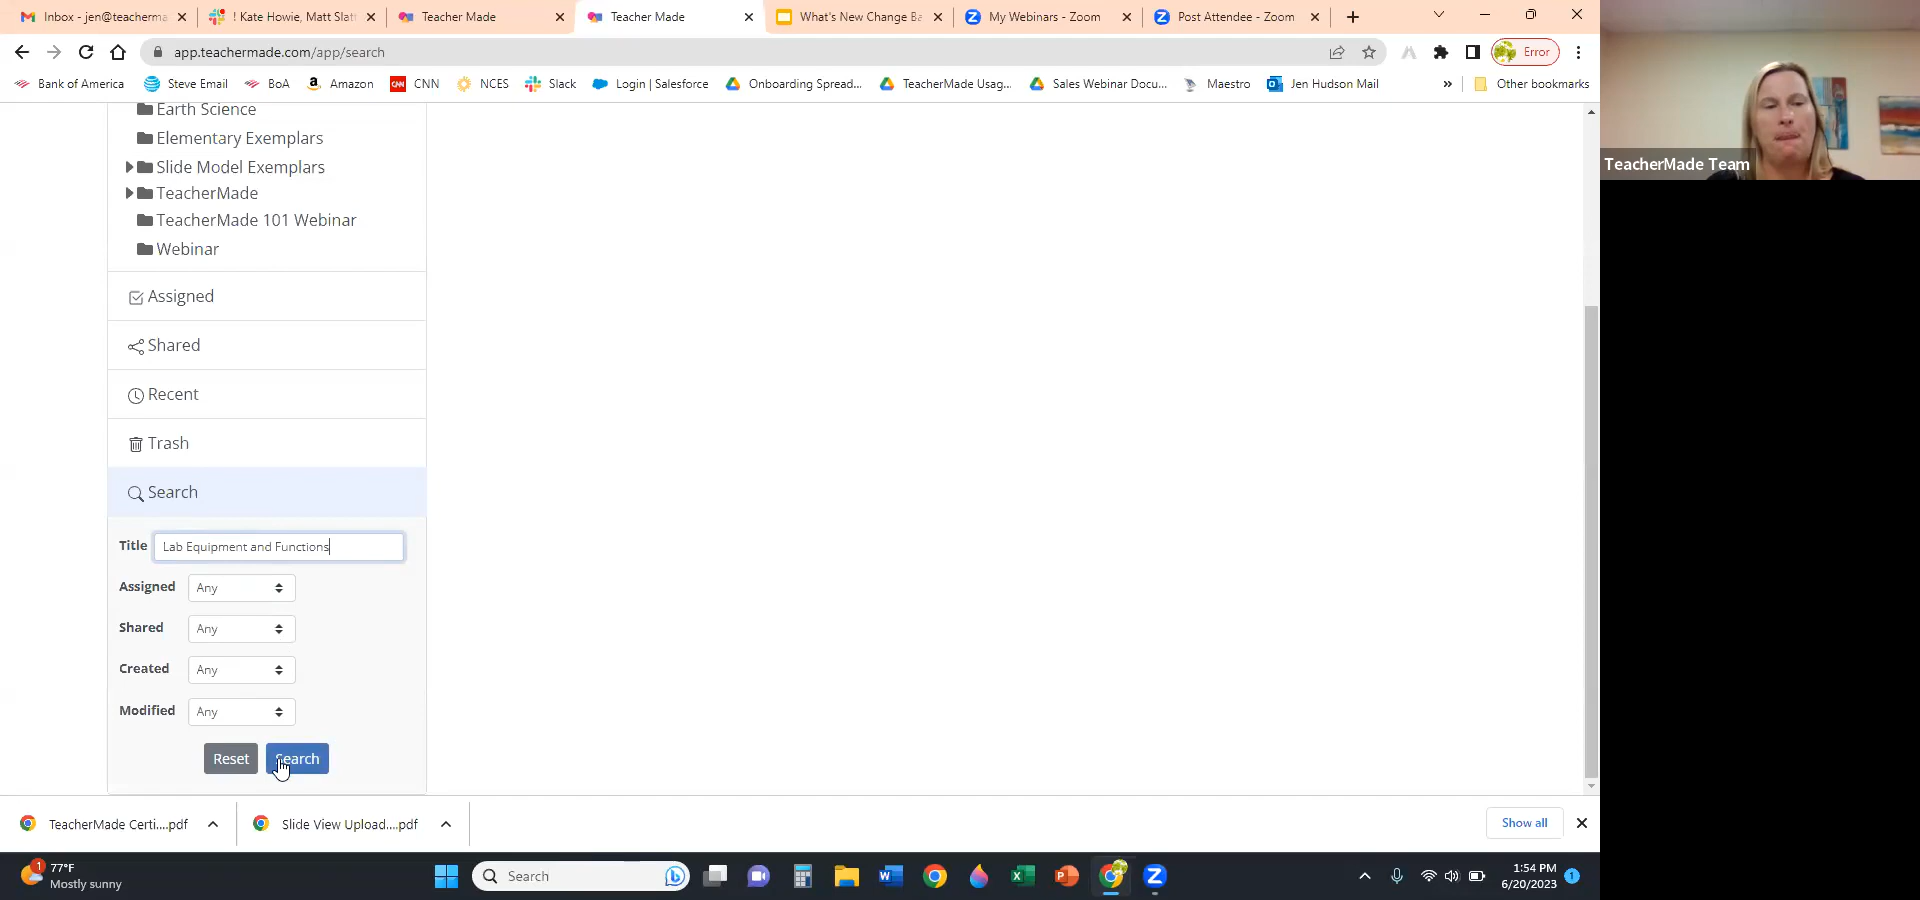 Inbox - jen@teacherma
! Kate Howie, Matt Slatt
Teacher Made
Teacher Made
What's New Change Ba
My Webinars - Zoom
Post Attendee - Zoom
app.teachermade.com/app/search
Error
Bank of America
Steve Email
BoA
Amazon
CNN
NCES
Slack
Login | Salesforce
Onboarding Spread...
TeacherMade Usag...
Sales Webinar Docu...
Maestro
Jen Hudson Mail
»
Other bookmarks
Earth Science
Elementary Exemplars
Slide Model Exemplars
TeacherMade
TeacherMade 101 Webinar
Webinar
Assigned
Shared
Recent
Trash
Search
Title Lab Equipment and Functions
Assigned Any
Shared Any
Created Any
Modified Any
Reset Search
TeacherMade Team
TeacherMade Certi....pdf
Slide View Upload....pdf
Show all
1
77°F
Mostly sunny
Search
1:54 PM
6/20/2023
1